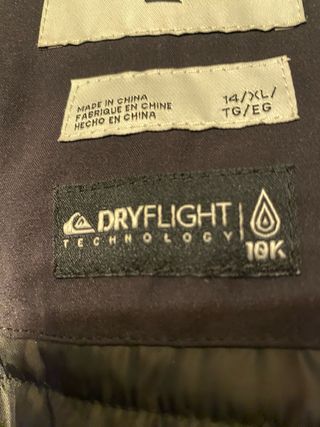 MADE IN CHINA
FABRIQUE EN CHINE
HECHO EN CHINA
14/XL/
TG/EG
DRYFLIGHT
TECHNOLOGY
10K